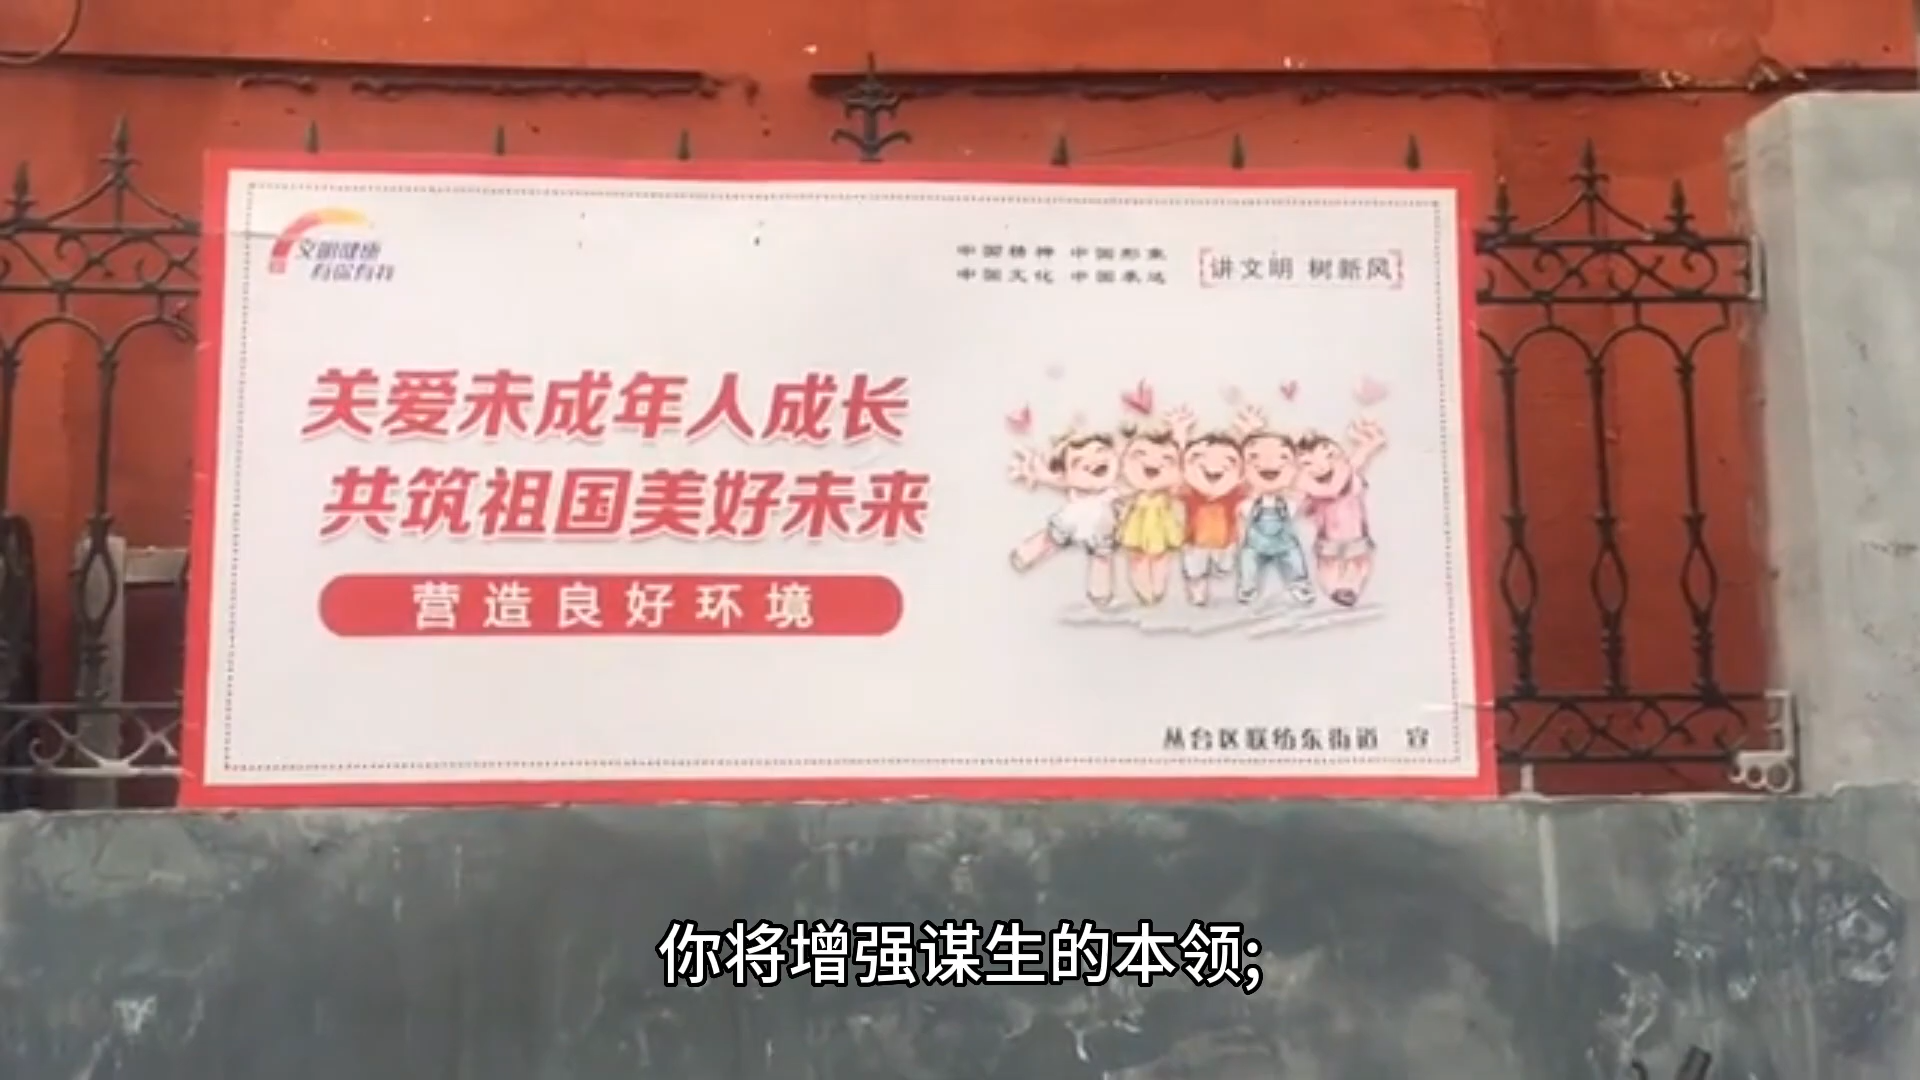 文明健康
有你有我
中国精神 中国形象
中国文化 中国表达
讲文明 树新风
关爱未成年人成长
共筑祖国美好未来
营造良好环境
丛台区联纺东街道 宣
你将增强谋生的本领;